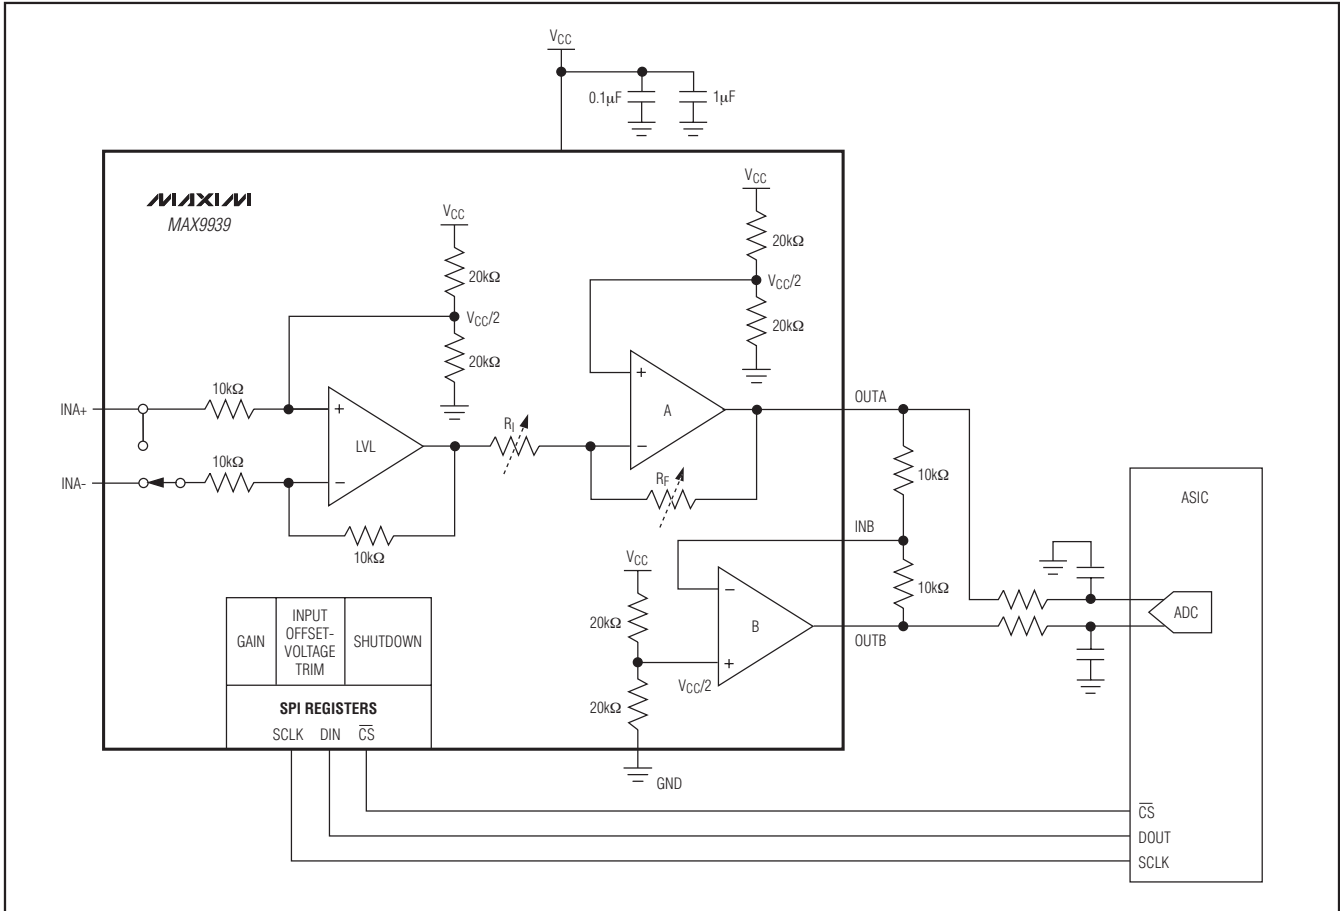 VCC
0.1µF
1µF
MAXIM
MAX9939
VCC
20kΩ
VCC/2
20kΩ
VCC
20kΩ
VCC/2
20kΩ
INA+
10kΩ
+
LVL
−
INA-
10kΩ
10kΩ
RI
+
A
−
RF
OUTA
10kΩ
INB
10kΩ
VCC
20kΩ
−
B
+
VCC/2
20kΩ
OUTB
GND
ASIC
ADC
GAIN
INPUT
OFFSET-
VOLTAGE
TRIM
SHUTDOWN
SPI REGISTERS
SCLK DIN C̅S̅
C̅S̅
DOUT
SCLK